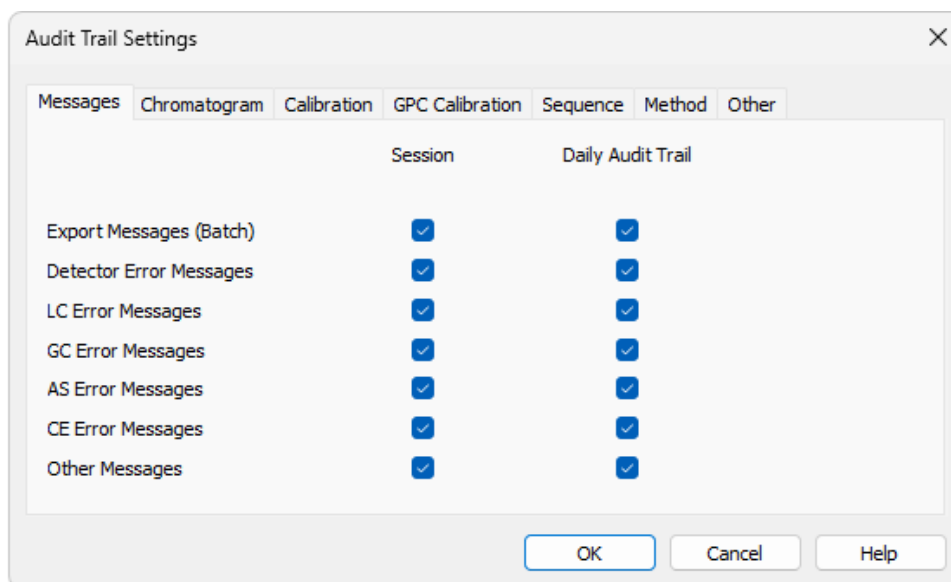 Audit Trail Settings
Messages Chromatogram Calibration GPC Calibration Sequence Method Other
Session Daily Audit Trail
Export Messages (Batch)
Detector Error Messages
LC Error Messages
GC Error Messages
AS Error Messages
CE Error Messages
Other Messages
OK Cancel Help